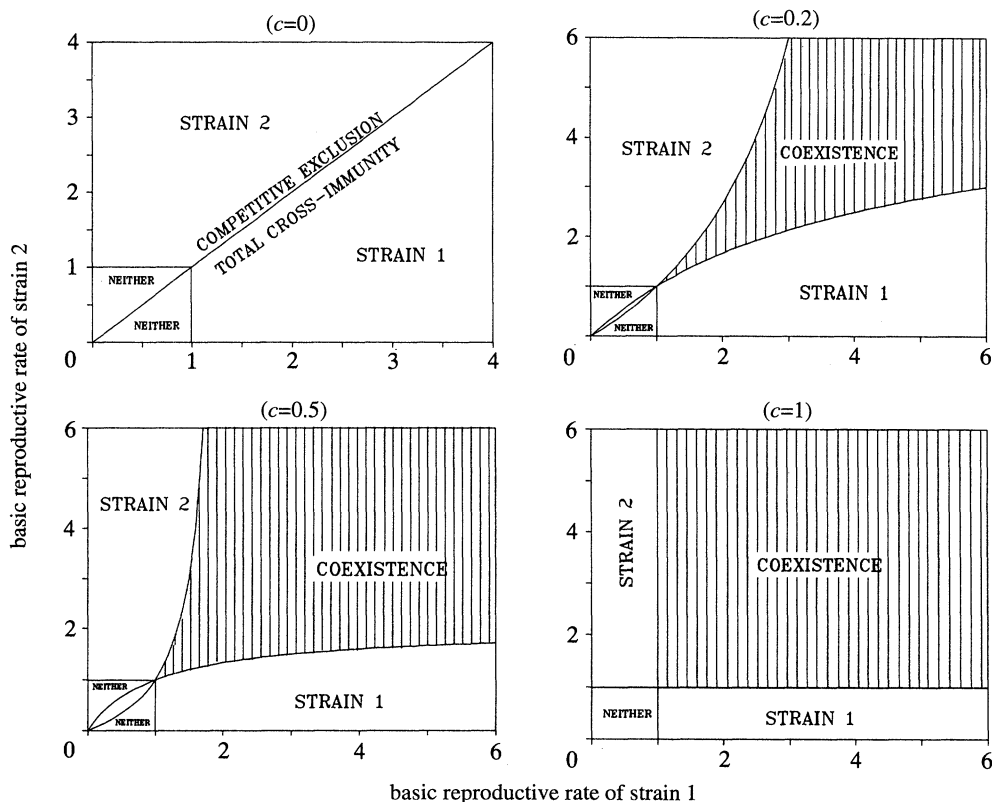 (c=0)
4
3
2
1
0
STRAIN 2
COMPETITIVE EXCLUSION
TOTAL CROSS-IMMUNITY
STRAIN 1
NEITHER
NEITHER
1
2
3
4
(c=0.2)
6
4
2
0
STRAIN 2
COEXISTENCE
STRAIN 1
NEITHER
NEITHER
2
4
6
(c=0.5)
6
4
2
0
STRAIN 2
COEXISTENCE
STRAIN 1
NEITHER
NEITHER
2
4
6
(c=1)
6
4
2
0
STRAIN 2
COEXISTENCE
NEITHER
STRAIN 1
2
4
6
basic reproductive rate of strain 2
basic reproductive rate of strain 1